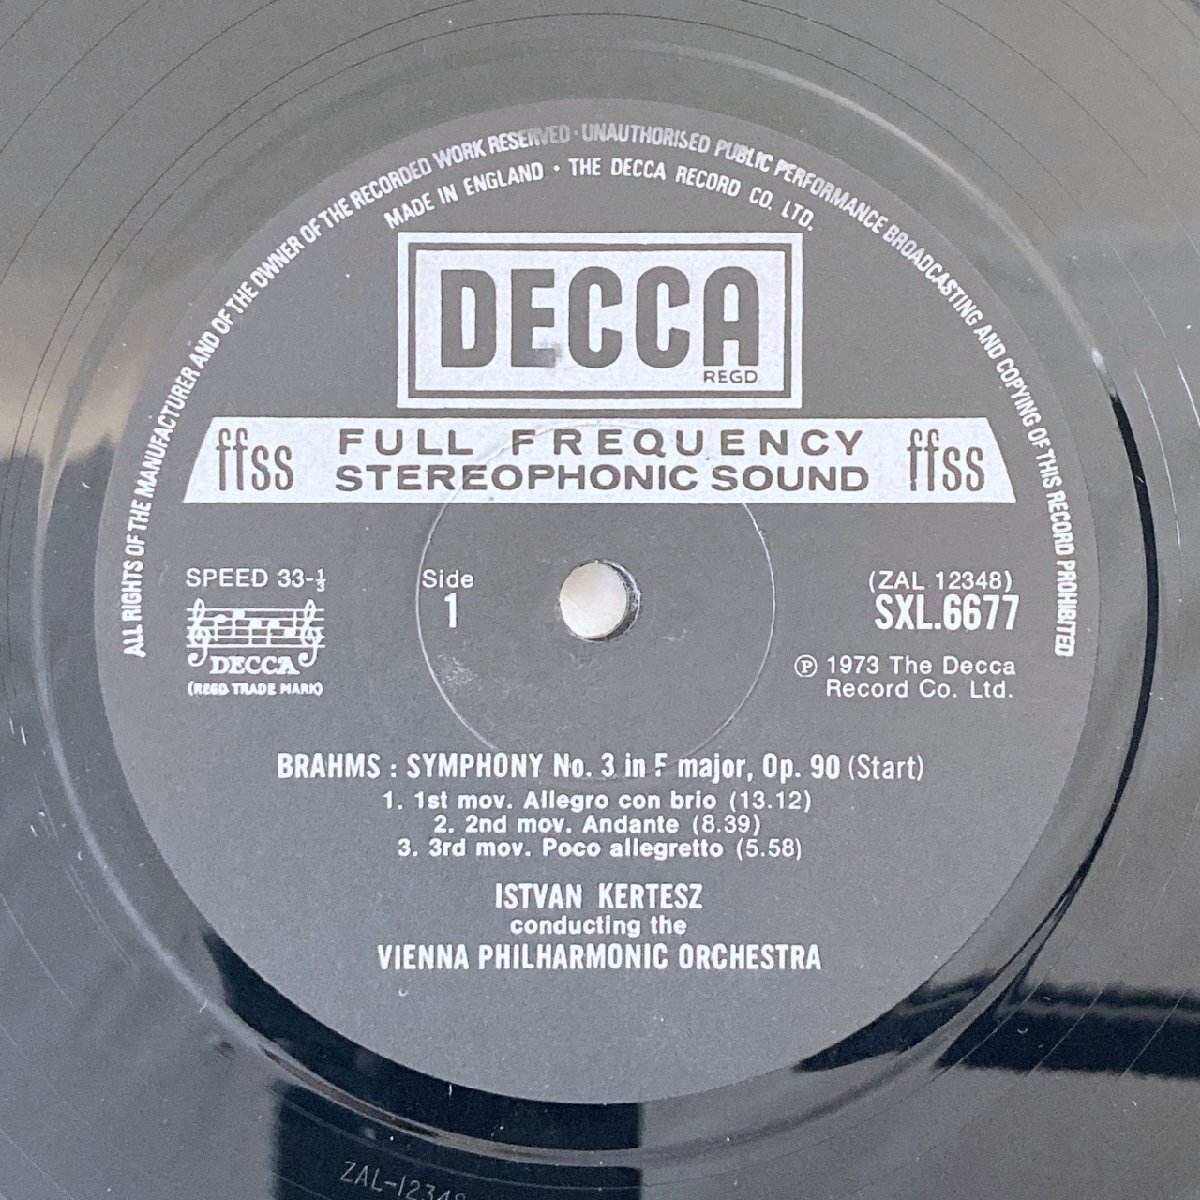 ALL RIGHTS OF THE MANUFACTURER AND OF THE OWNER OF THE RECORDED WORK RESERVED · UNAUTHORISED PUBLIC PERFORMANCE BROADCASTING AND COPYING OF THIS RECORD PROHIBITED
MADE IN ENGLAND • THE DECCA RECORD CO. LTD.
DECCA
REGD
ffss FULL FREQUENCY ffss
STEREOPHONIC SOUND
SPEED 33-⅓
DECCA
(REGD. TRADE MARK)
Side
1
(ZAL 12348)
SXL.6677
℗ 1973 The Decca
Record Co. Ltd.
BRAHMS : SYMPHONY No. 3 in F major, Op. 90 (Start)
1. 1st mov. Allegro con brio (13.12)
2. 2nd mov. Andante (8.39)
3. 3rd mov. Poco allegretto (5.58)
ISTVAN KERTESZ
conducting the
VIENNA PHILHARMONIC ORCHESTRA
ZAL-12348